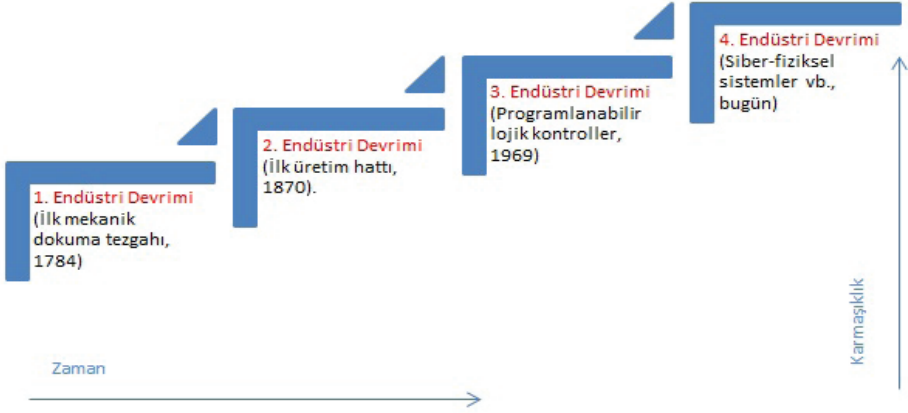 1. Endüstri Devrimi
(İlk mekanik
dokuma tezgahı,
1784)
2. Endüstri Devrimi
(İlk üretim hattı,
1870).
3. Endüstri Devrimi
(Programlanabilir
lojik kontroller,
1969)
4. Endüstri Devrimi
(Siber-fiziksel
sistemler vb.,
bugün)
Zaman
Karmaşıklık